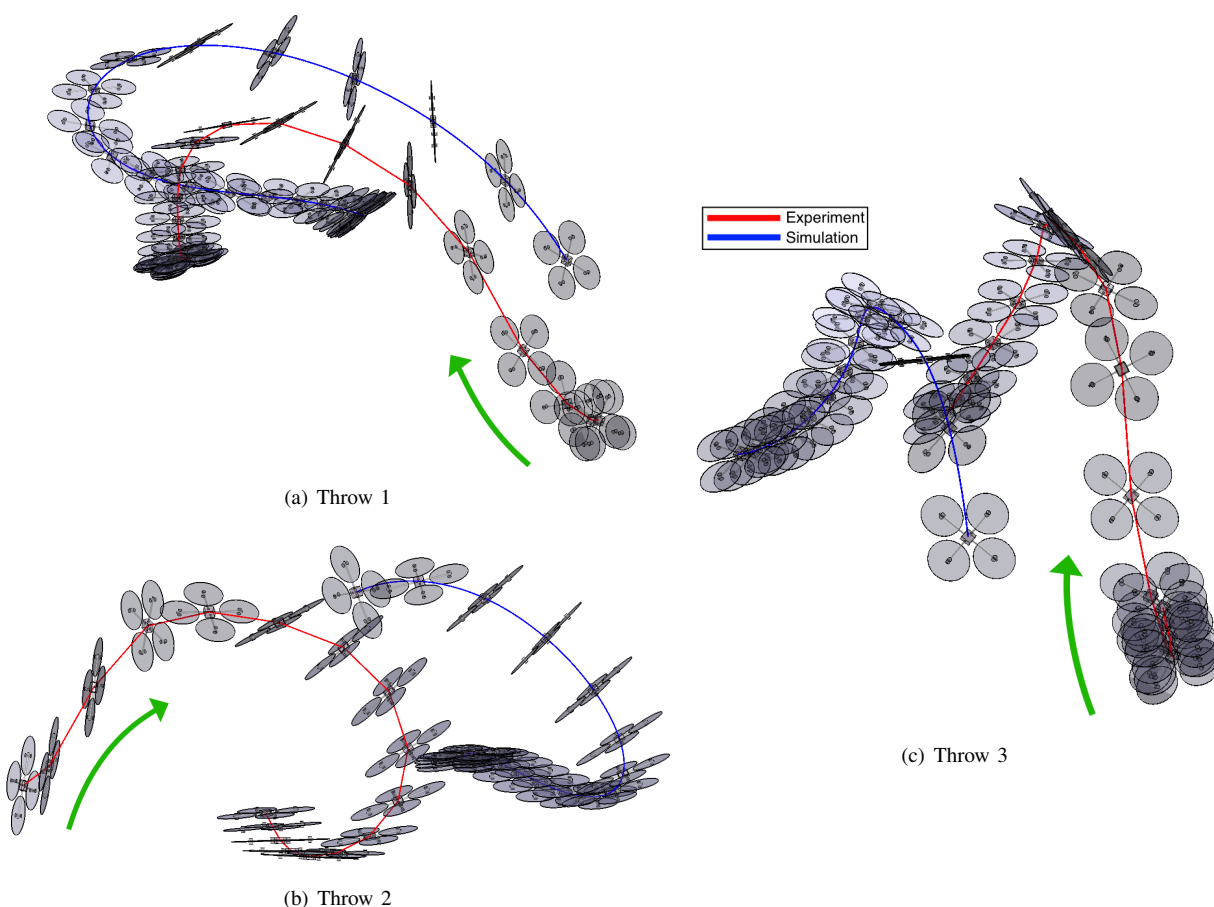 (a) Throw 1
Experiment
Simulation
(b) Throw 2
(c) Throw 3